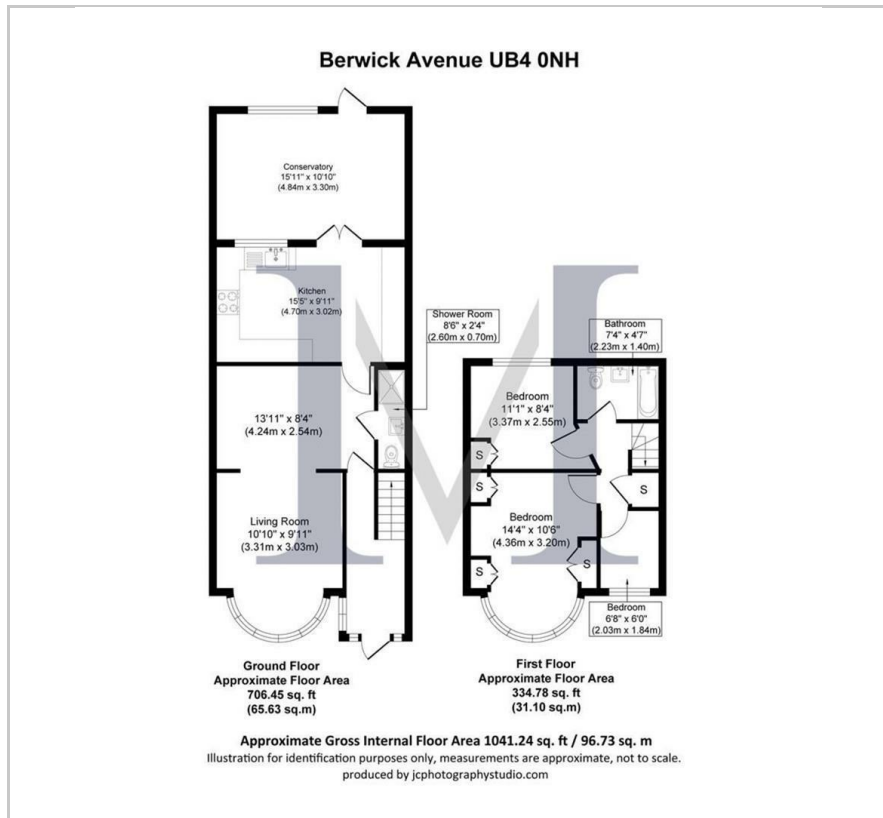 Berwick Avenue UB4 0NH
Conservatory
15'11" x 10'10"
(4.84m x 3.30m)
Kitchen
15'5" x 9'11"
(4.70m x 3.02m)
Shower Room
8'6" x 2'4"
(2.60m x 0.70m)
13'11" x 8'4"
(4.24m x 2.54m)
Living Room
10'10" x 9'11"
(3.31m x 3.03m)
Bathroom
7'4" x 4'7"
(2.23m x 1.40m)
Bedroom
11'1" x 8'4"
(3.37m x 2.55m)
S
S
S
Bedroom
14'4" x 10'6"
(4.36m x 3.20m)
S
S
Bedroom
6'8" x 6'0"
(2.03m x 1.84m)
Ground Floor
Approximate Floor Area
706.45 sq. ft
(65.63 sq.m)
First Floor
Approximate Floor Area
334.78 sq. ft
(31.10 sq.m)
Approximate Gross Internal Floor Area 1041.24 sq. ft / 96.73 sq. m
Illustration for identification purposes only, measurements are approximate, not to scale.
produced by jcphotographystudio.com
IMI